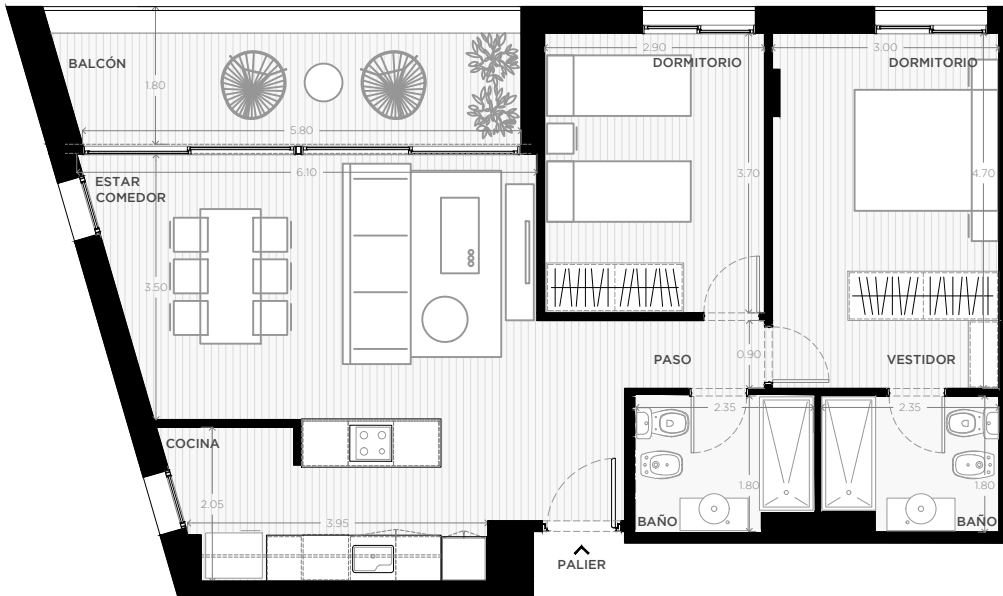 2.90
3.00
BALCÓN
DORMITORIO
DORMITORIO
1.80
5.80
6.10
ESTAR
COMEDOR
3.70
4.70
3.50
PASO
0.90
VESTIDOR
2.35
2.35
COCINA
2.05
1.80
1.80
3.95
BAÑO
BAÑO
PALIER